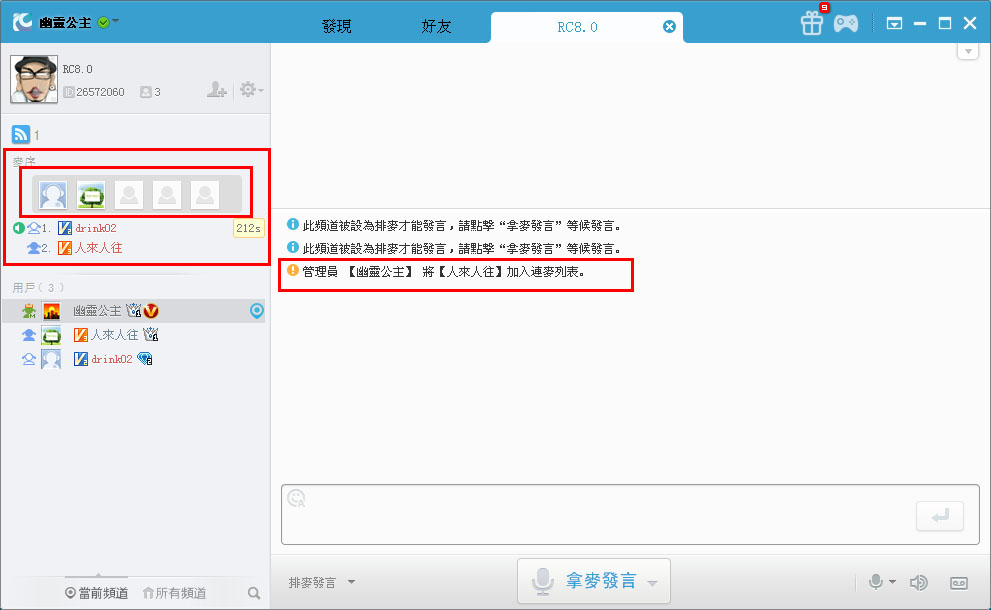 幽靈公主
發現
好友
RC8.0
9
RC8.0
ID 26572060
3
1
麥序
1. drink02
212s
2. 人來人往
用戶( 3 )
幽靈公主
人來人往
drink02
此頻道被設為排麥才能發言，請點擊“拿麥發言”等候發言。
此頻道被設為排麥才能發言，請點擊“拿麥發言”等候發言。
管理員 【幽靈公主】 將【人來人往】加入連麥列表。
排麥發言
拿麥發言
當前頻道
所有頻道